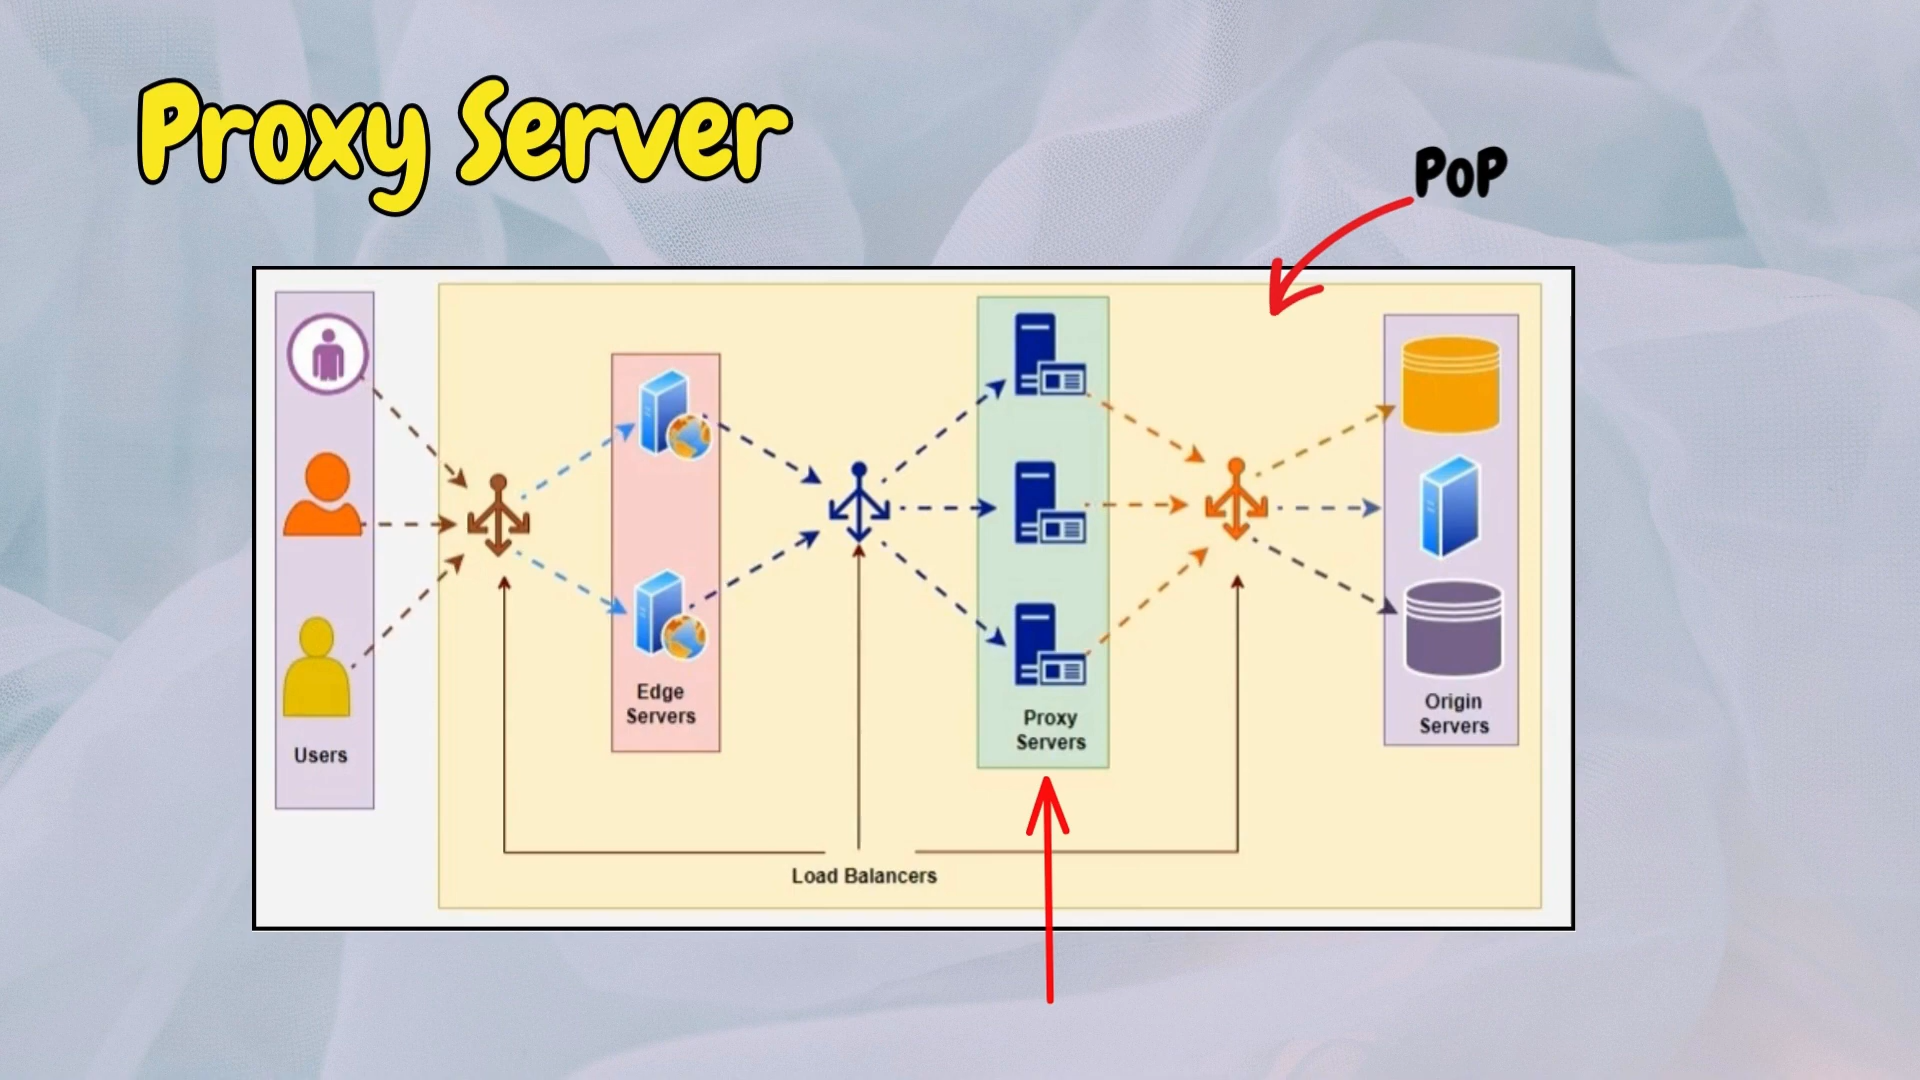 Proxy Server
PoP
Users
Edge
Servers
Proxy
Servers
Origin
Servers
Load Balancers